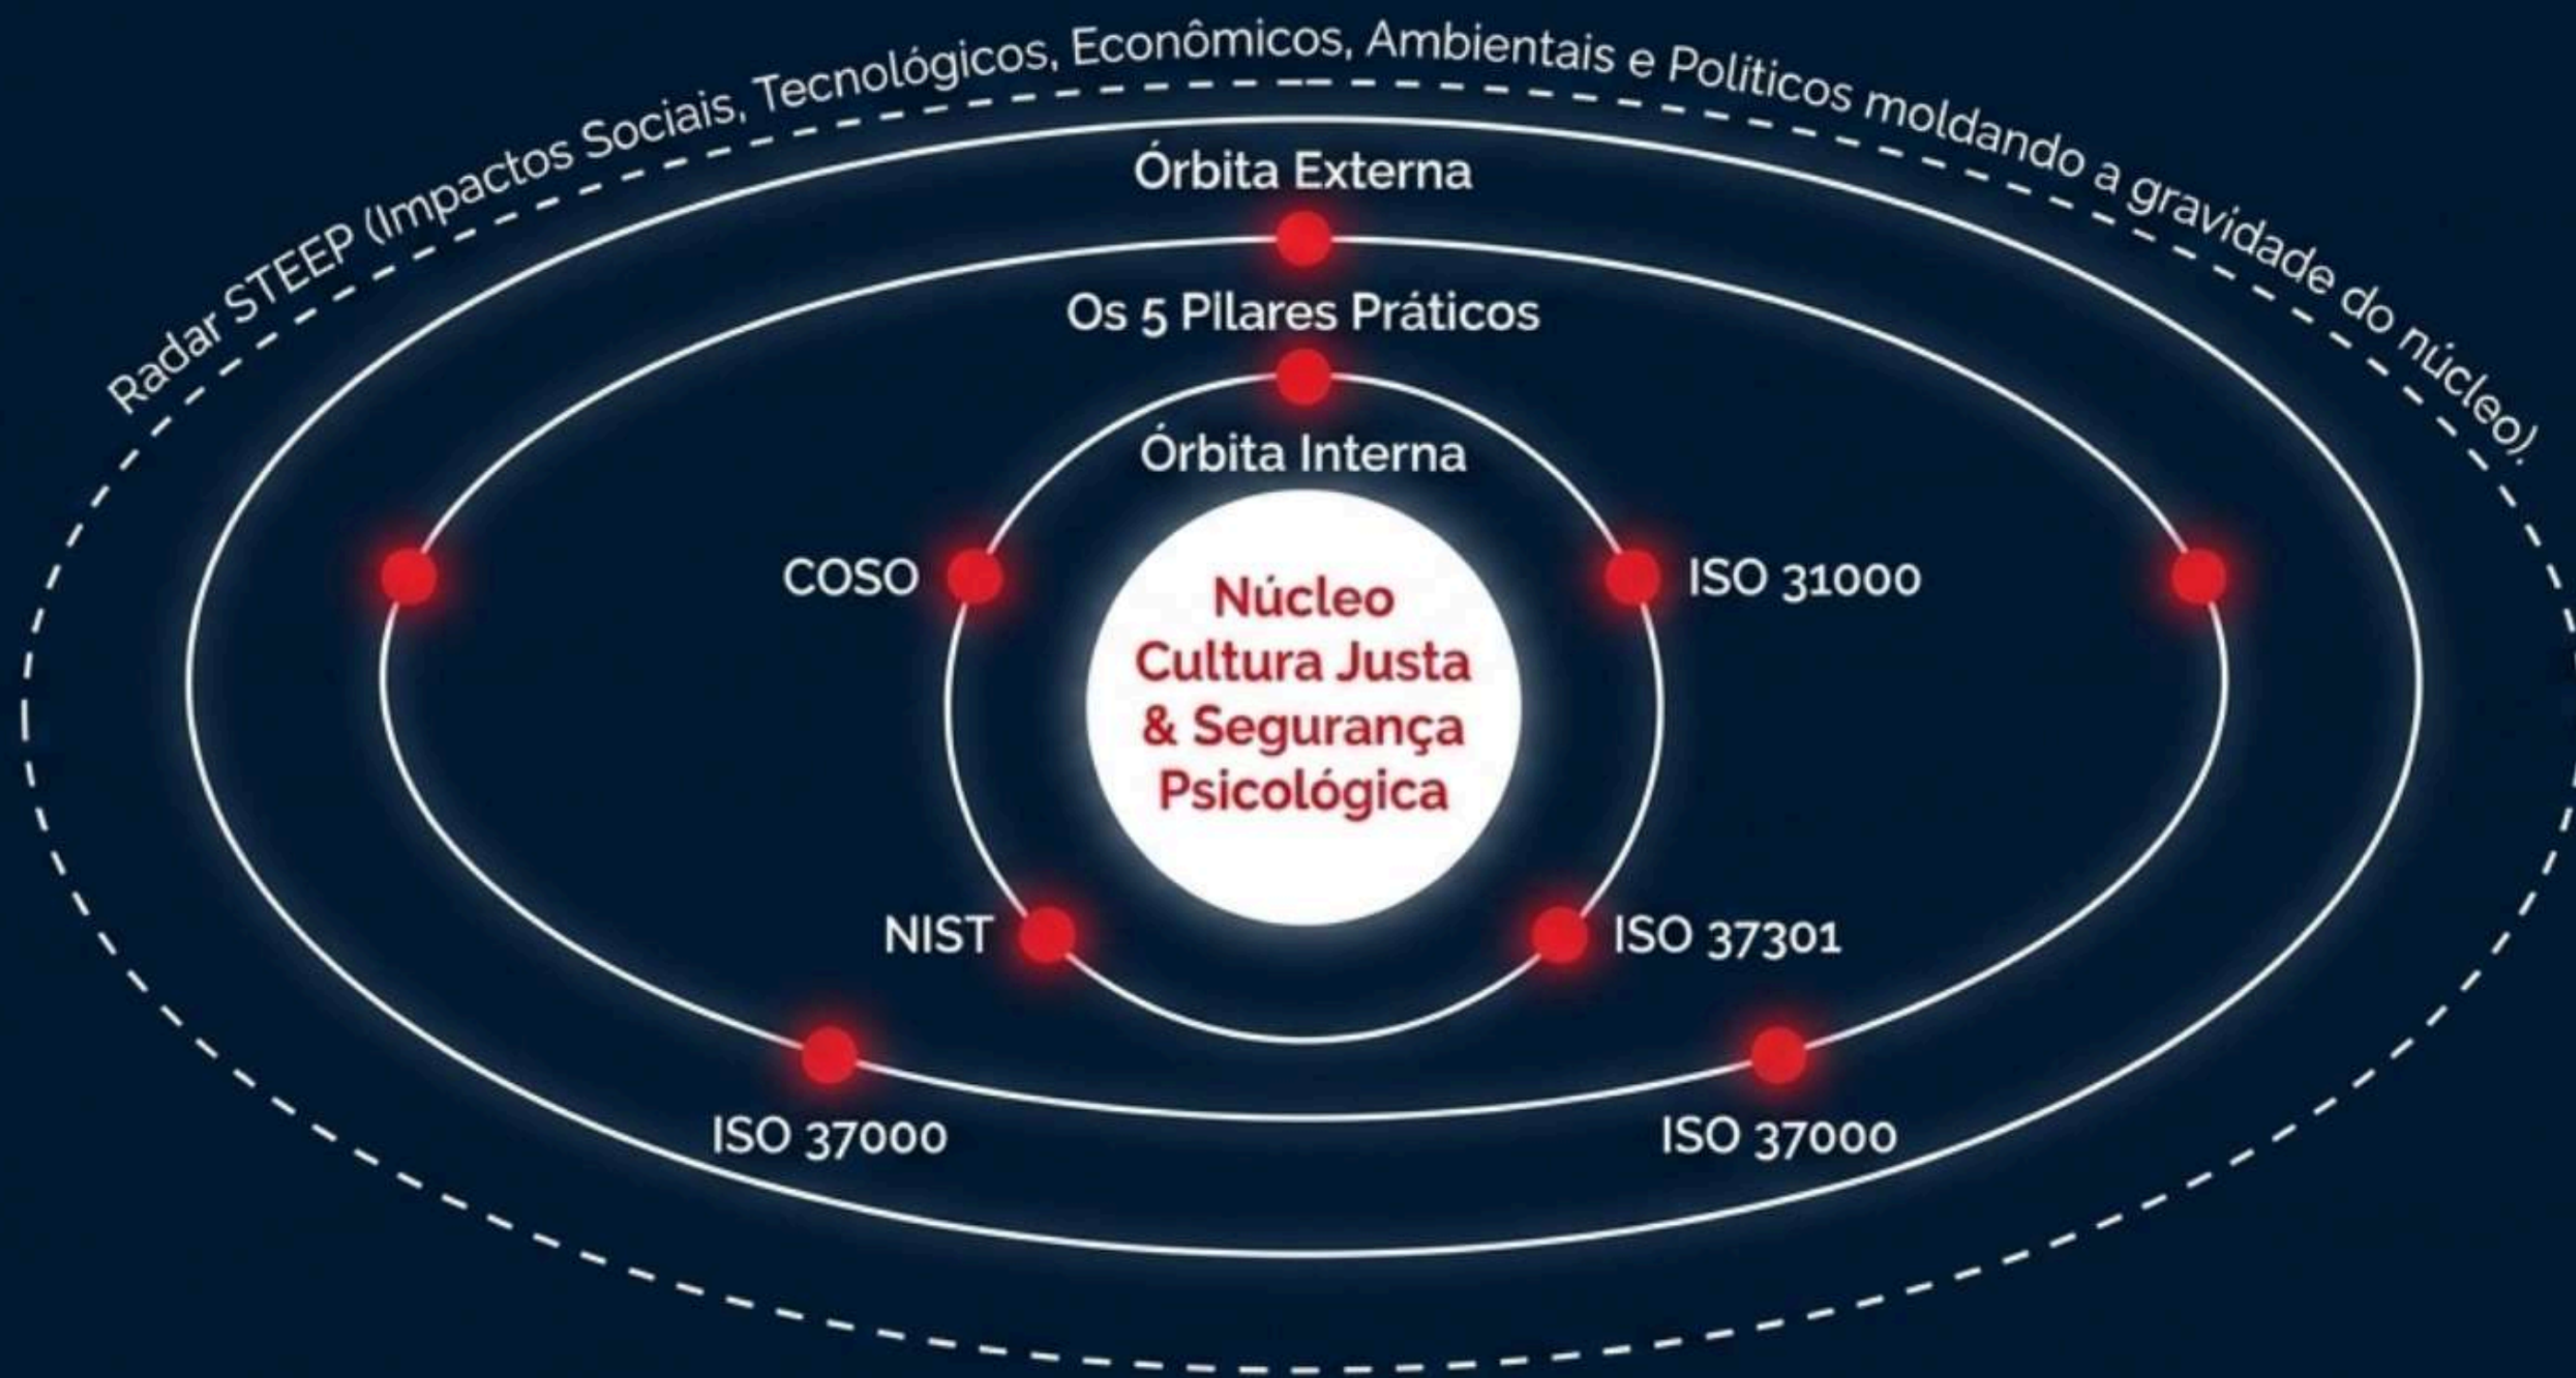 Radar STEEP (Impactos Sociais, Tecnológicos, Econômicos, Ambientais e Políticos moldando a gravidade do núcleo).
Órbita Externa
Os 5 Pilares Práticos
Órbita Interna
COSO
ISO 31000
Núcleo
Cultura Justa
& Segurança
Psicológica
NIST
ISO 37301
ISO 37000
ISO 37000